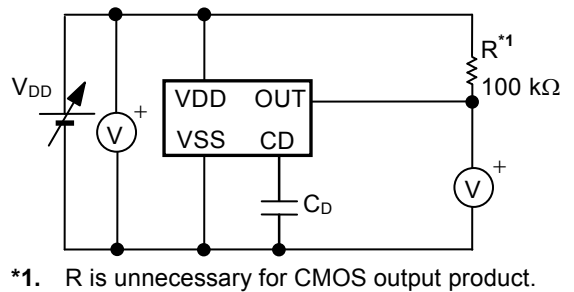 R*1
100 kΩ
VDD
VDD OUT
VSS CD
V +
V +
CD
*1. R is unnecessary for CMOS output product.